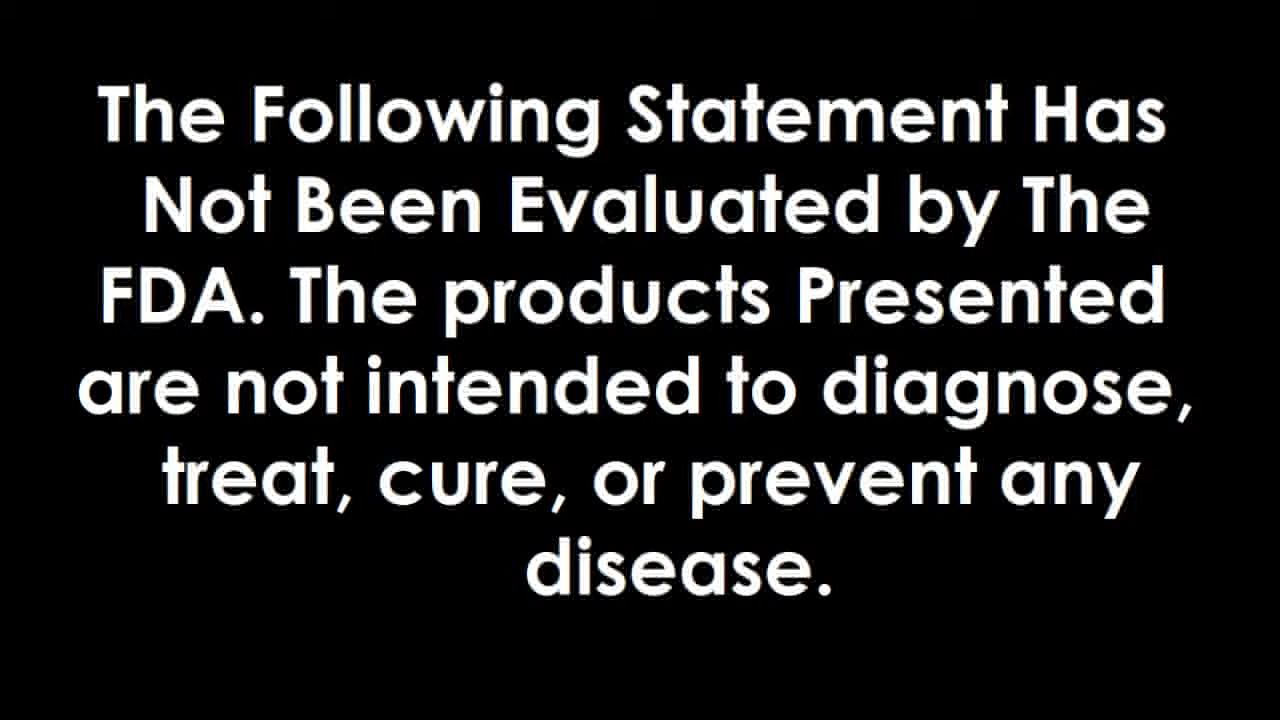 The Following Statement Has
Not Been Evaluated by The
FDA. The products Presented
are not intended to diagnose,
treat, cure, or prevent any
disease.